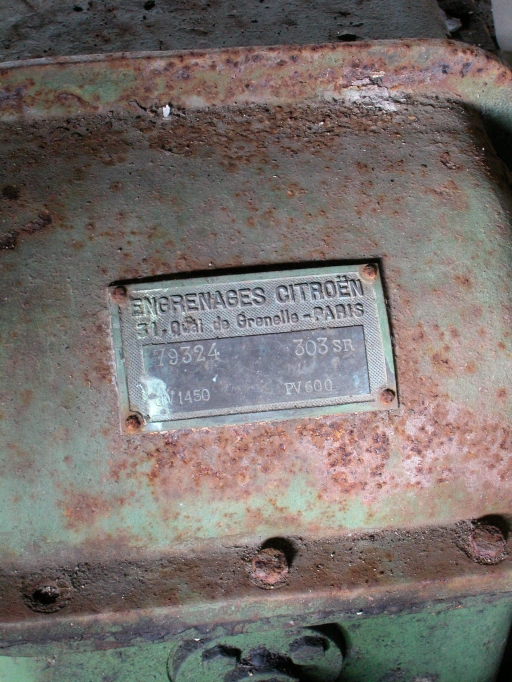 ENGRENAGES CITROËN
31, Quai de Grenelle - PARIS
79324 303 SR
1450 PV 600